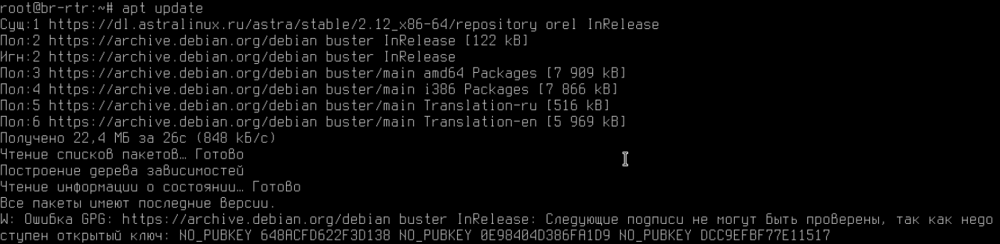 root@br-rtr:~# apt update
Сущ:1 https://dl.astralinux.ru/astra/stable/2.12_x86-64/repository orel InRelease
Пол:2 https://archive.debian.org/debian buster InRelease [122 kB]
Игн:2 https://archive.debian.org/debian buster InRelease
Пол:3 https://archive.debian.org/debian buster/main amd64 Packages [7 909 kB]
Пол:4 https://archive.debian.org/debian buster/main i386 Packages [7 866 kB]
Пол:5 https://archive.debian.org/debian buster/main Translation-ru [516 kB]
Пол:6 https://archive.debian.org/debian buster/main Translation-en [5 969 kB]
Получено 22,4 МБ за 26с (848 kБ/c)
Чтение списков пакетов… Готово
Построение дерева зависимостей
Чтение информации о состоянии… Готово
Все пакеты имеют последние версии.
W: Ошибка GPG: https://archive.debian.org/debian buster InRelease: Следующие подписи не могут быть проверены, так как недо
ступен открытый ключ: NO_PUBKEY 648ACFD622F3D138 NO_PUBKEY 0E98404D386FA1D9 NO_PUBKEY DCC9EFBF77E11517